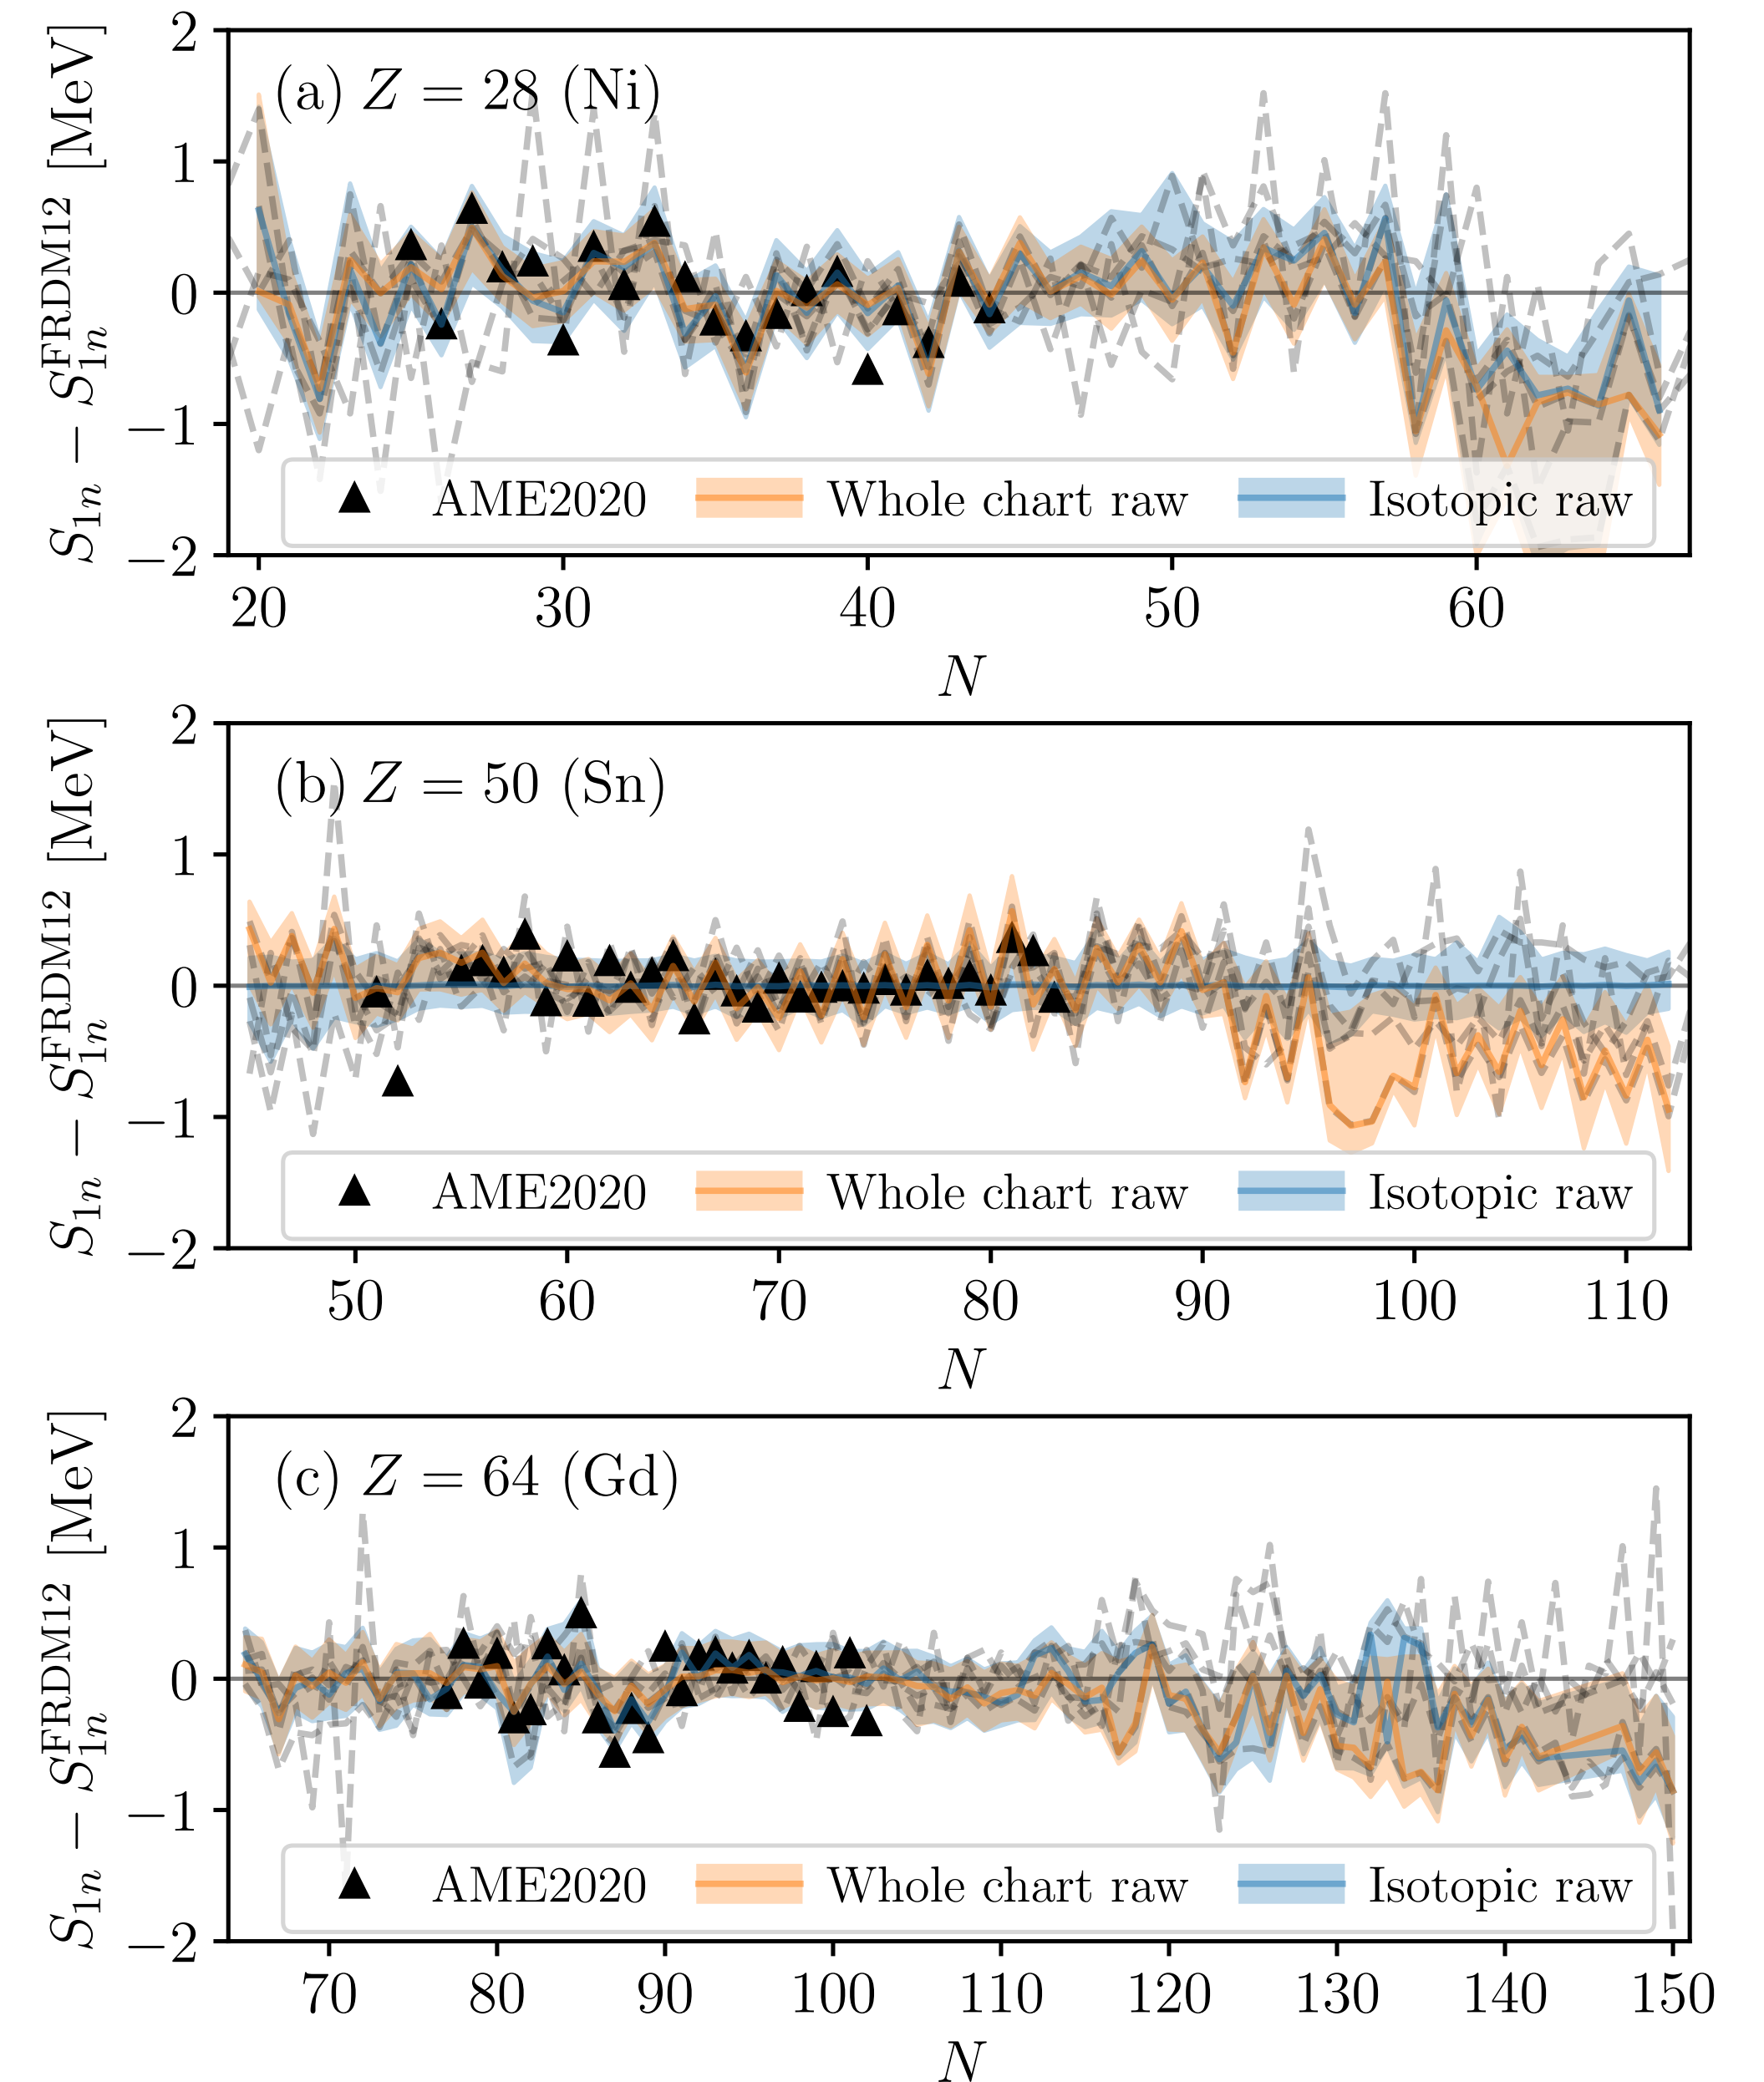 (a) Z = 28 (Ni)
S₁ₙ − S₁ₙ^FRDM12 [MeV]
2
1
0
−1
−2
AME2020 Whole chart raw Isotopic raw
20 30 40 50 60
N
(b) Z = 50 (Sn)
S₁ₙ − S₁ₙ^FRDM12 [MeV]
2
1
0
−1
−2
AME2020 Whole chart raw Isotopic raw
50 60 70 80 90 100 110
N
(c) Z = 64 (Gd)
S₁ₙ − S₁ₙ^FRDM12 [MeV]
2
1
0
−1
−2
AME2020 Whole chart raw Isotopic raw
70 80 90 100 110 120 130 140 150
N